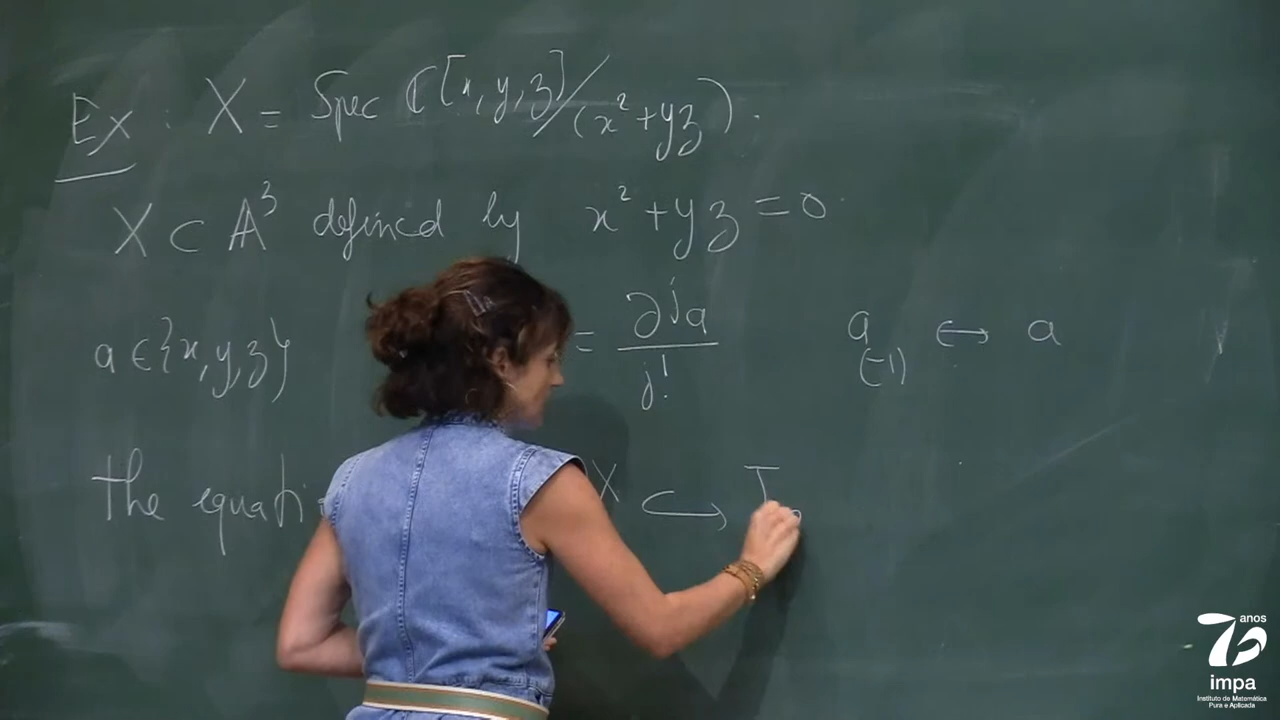 Ex : X = Spec ℂ[x,y,z]/(x²+yz).
X ⊂ A³ defined by x²+yz=0.
a ∈ {x,y,z} = ∂ʲa/j! a₍₋₁₎ ↔ a
the equati X ↪
70 anos
impa
Instituto de Matemática
Pura e Aplicada